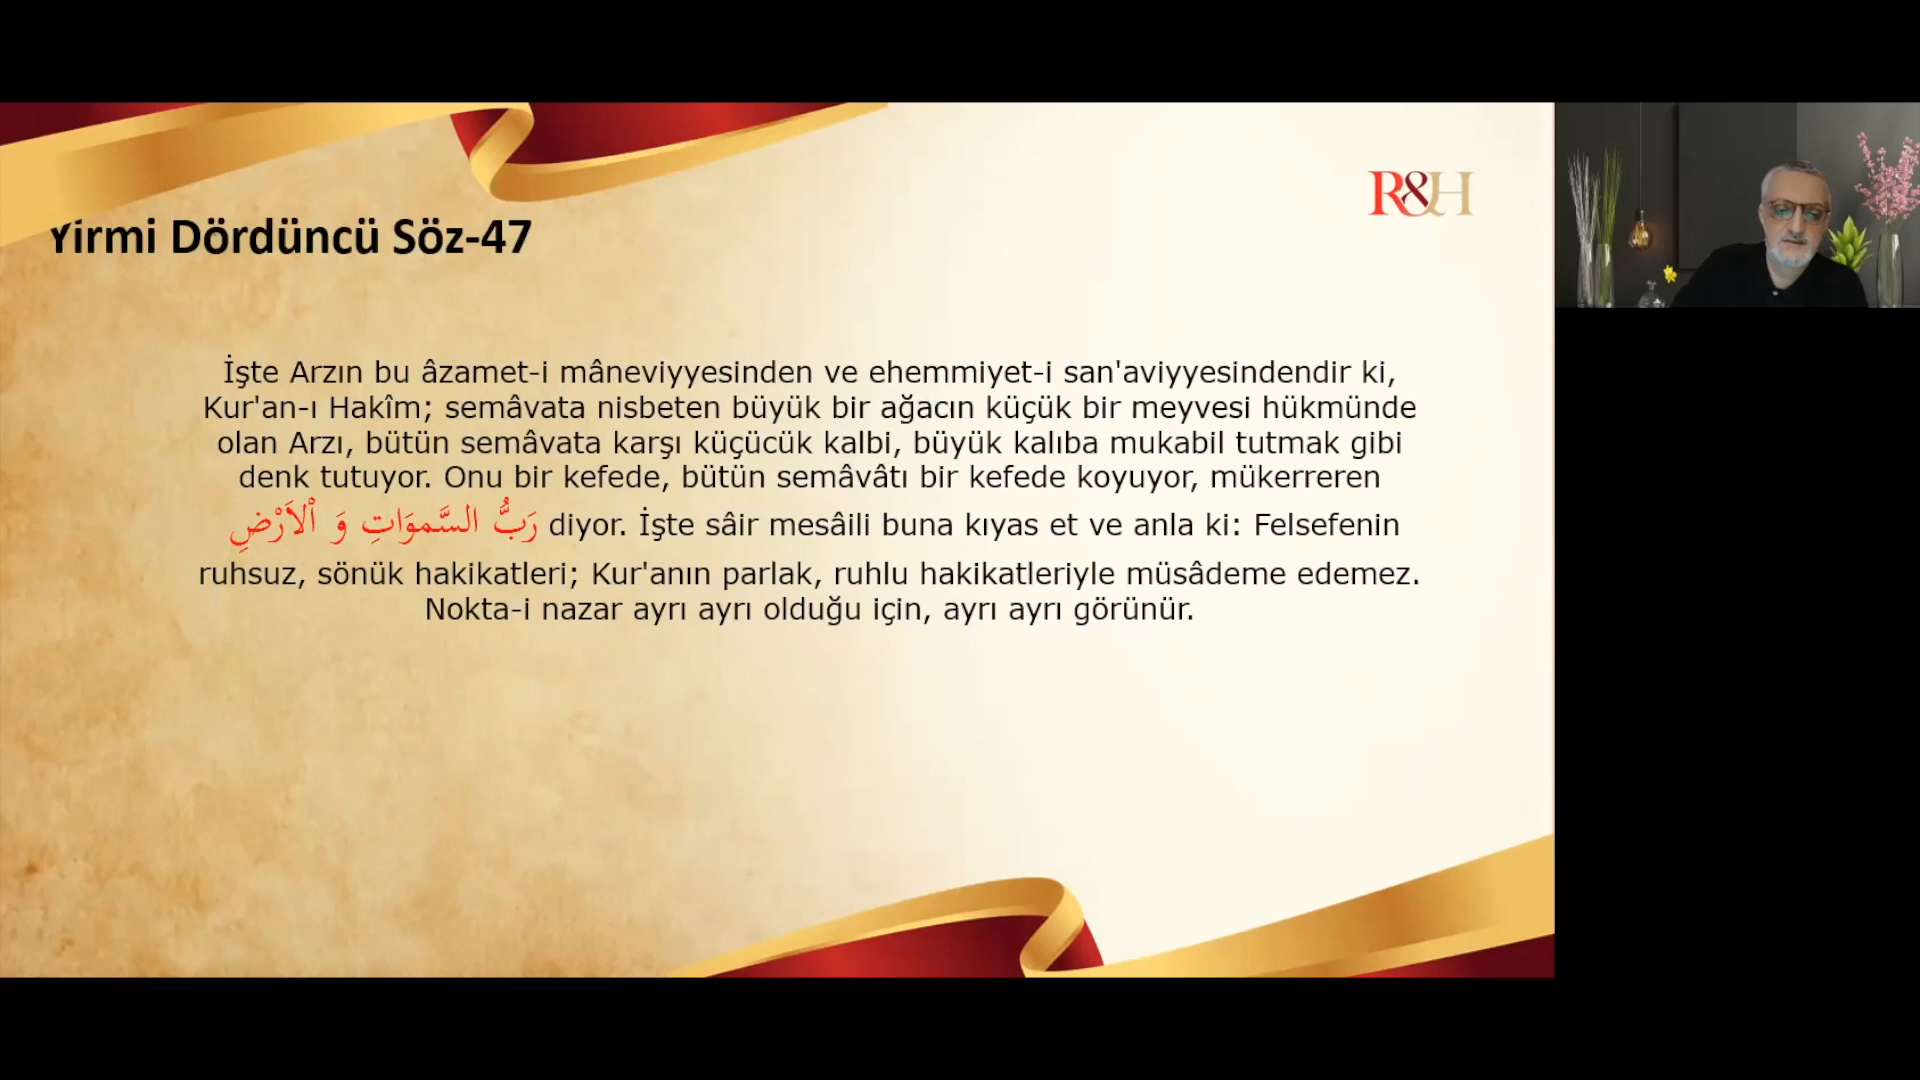 R&H
Yirmi Dördüncü Söz-47
İşte Arzın bu âzamet-i mâneviyyesinden ve ehemmiyet-i san'aviyyesindendir ki,
Kur'an-ı Hakîm; semâvata nisbeten büyük bir ağacın küçük bir meyvesi hükmünde
olan Arzı, bütün semâvata karşı küçücük kalbi, büyük kalıba mukabil tutmak gibi
denk tutuyor. Onu bir kefede, bütün semâvâtı bir kefede koyuyor, mükerreren
رَبُّ السَّموَاتِ وَ اْلاَرْضِ diyor. İşte sâir mesâili buna kıyas et ve anla ki: Felsefenin
ruhsuz, sönük hakikatleri; Kur'anın parlak, ruhlu hakikatleriyle müsâdeme edemez.
Nokta-i nazar ayrı ayrı olduğu için, ayrı ayrı görünür.